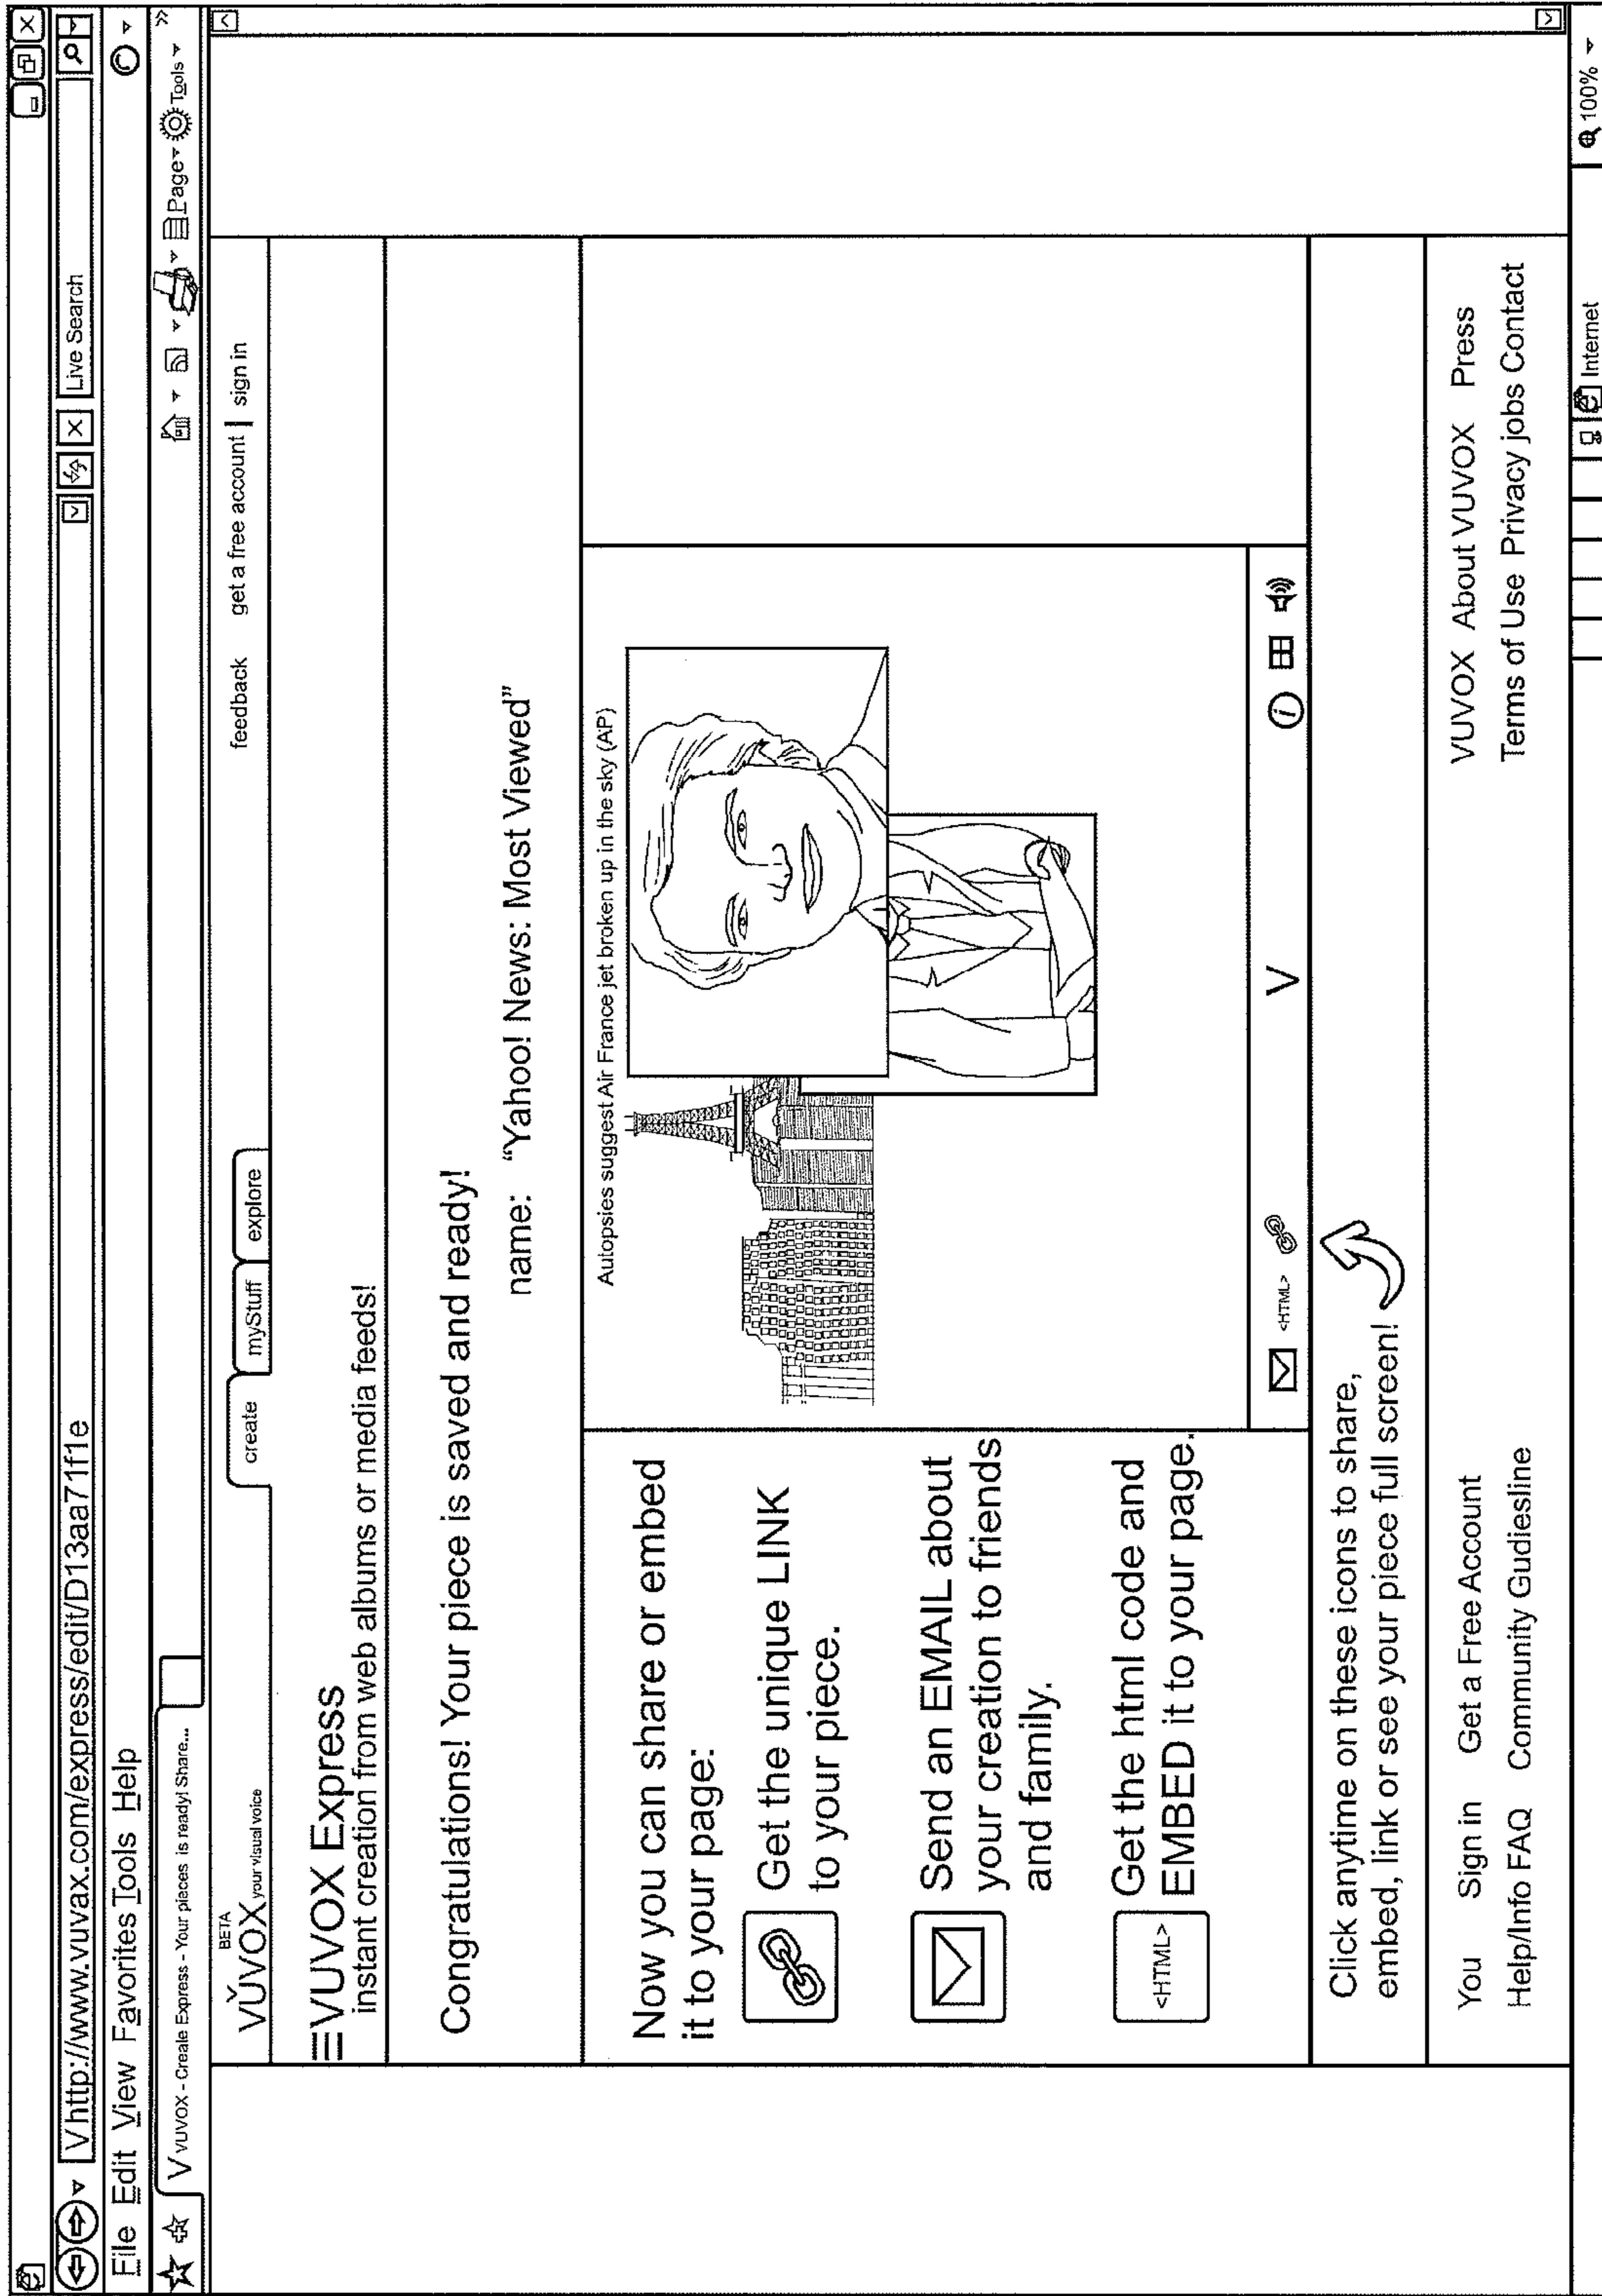 V http://www.vuvax.com/express/edit/D13aa71f1e
Live Search
File Edit View Favorites Tools Help
V VUVOX - Create Express - Your piaces is ready! Share...
Page Tools »
BETA
VUVOX your visual voice
create myStuff explore
feedback get a free account | sign in
VUVOX Express
instant creation from web albums or media feeds!
Congratulations! Your piece is saved and ready!
name: “Yahoo! News: Most Viewed”
Now you can share or embed
it to your page:
Get the unique LINK
to your piece.
Send an EMAIL about
your creation to friends
and family.
<HTML>
Get the html code and
EMBED it to your page.
Autopsies suggest Air France jet broken up in the sky (AP)
<HTML>
V
i
Click anytime on these icons to share,
embed, link or see your piece full screen!
You Sign in Get a Free Account
Help/Info FAQ Community Gudiesline
VUVOX About VUVOX Press
Terms of Use Privacy jobs Contact
Internet
100%